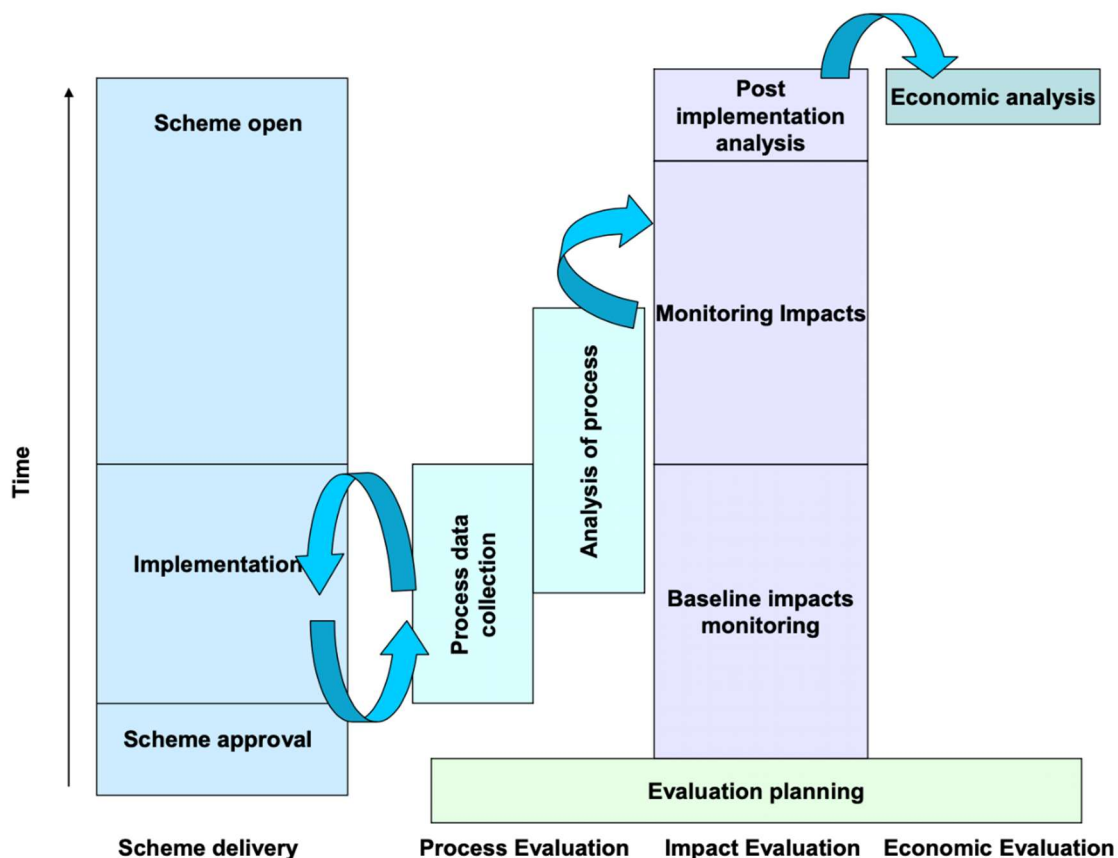 Post
implementation
analysis
Economic analysis
Scheme open
Monitoring Impacts
Analysis of process
Time
Implementation
Process data
collection
Baseline impacts
monitoring
Scheme approval
Evaluation planning
Scheme delivery
Process Evaluation
Impact Evaluation
Economic Evaluation